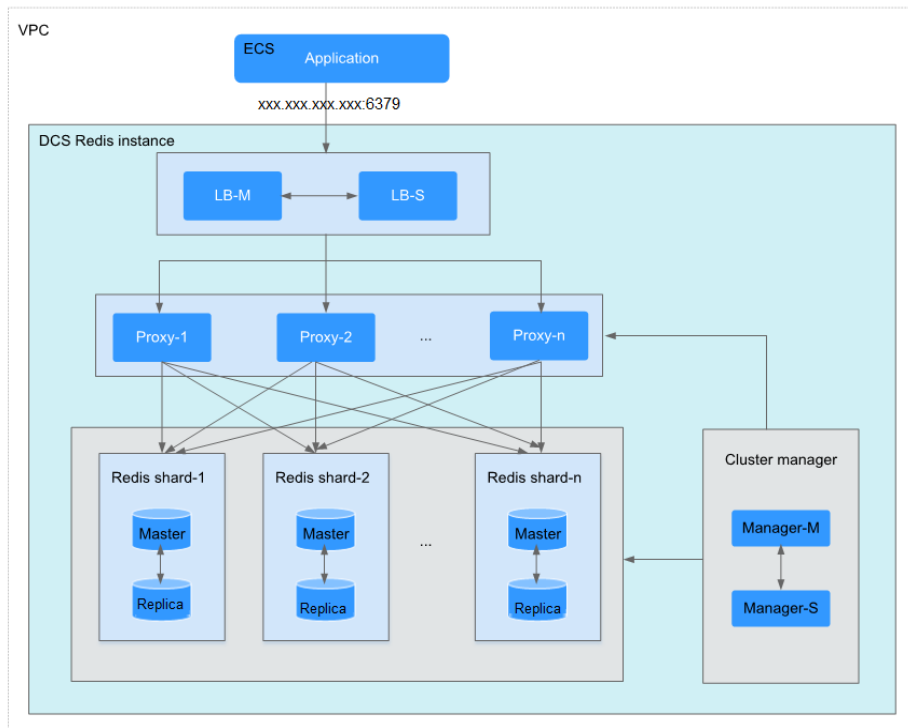 VPC
ECS
Application
xxx.xxx.xxx.xxx:6379
DCS Redis instance
LB-M
LB-S
Proxy-1
Proxy-2
...
Proxy-n
Redis shard-1
Redis shard-2
Redis shard-n
Master
Master
...
Master
Replica
Replica
Replica
Cluster manager
Manager-M
Manager-S